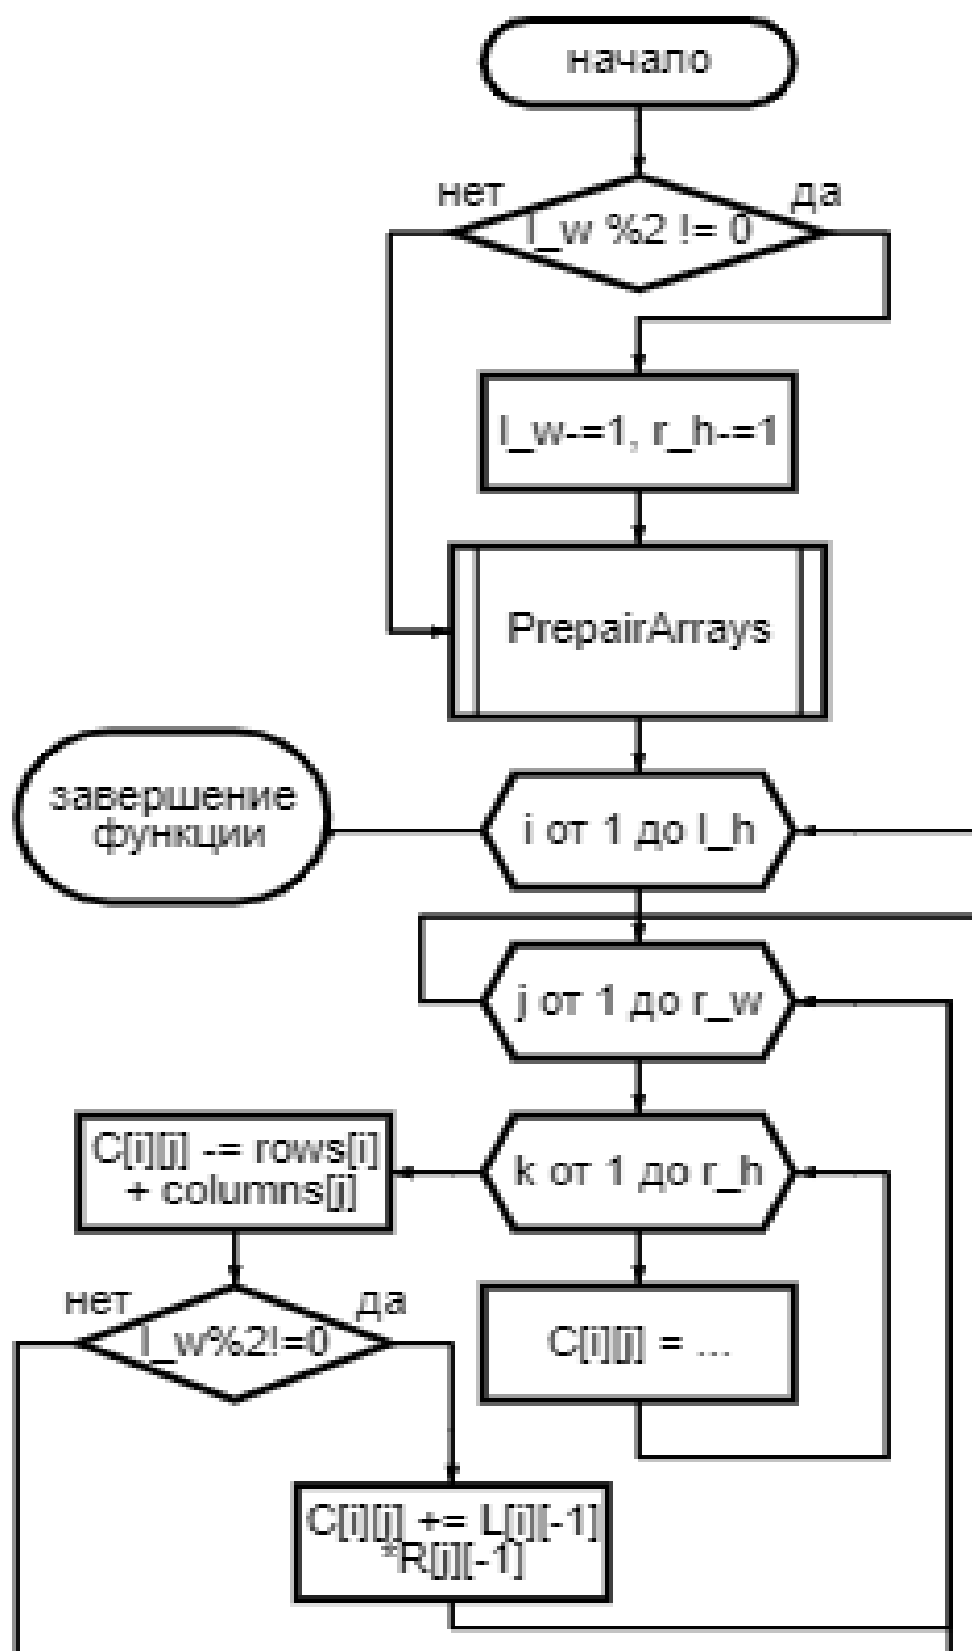 начало
нет
да
l_w %2 != 0
l_w-=1, r_h-=1
PrepairArrays
завершение
функции
i от 1 до l_h
j от 1 до r_w
k от 1 до r_h
C[i][j] -= rows[i]
+ columns[j]
нет
да
l_w%2!=0
C[i][j] = ...
C[i][j] += L[i][-1]
*R[j][-1]